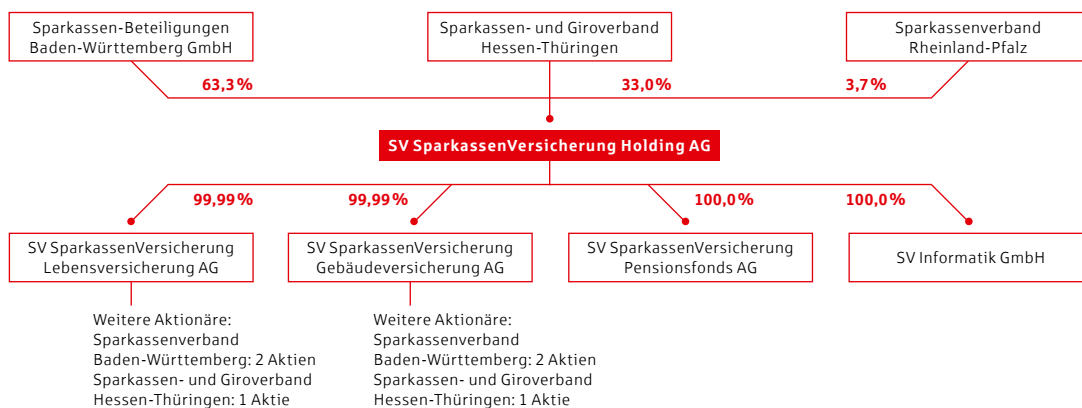 Sparkassen-Beteiligungen
Baden-Württemberg GmbH
Sparkassen- und Giroverband
Hessen-Thüringen
Sparkassenverband
Rheinland-Pfalz
63,3 %
33,0 %
3,7 %
SV SparkassenVersicherung Holding AG
99,99 %
99,99 %
100,0 %
100,0 %
SV SparkassenVersicherung
Lebensversicherung AG
SV SparkassenVersicherung
Gebäudeversicherung AG
SV SparkassenVersicherung
Pensionsfonds AG
SV Informatik GmbH
Weitere Aktionäre:
Sparkassenverband
Baden-Württemberg: 2 Aktien
Sparkassen- und Giroverband
Hessen-Thüringen: 1 Aktie
Weitere Aktionäre:
Sparkassenverband
Baden-Württemberg: 2 Aktien
Sparkassen- und Giroverband
Hessen-Thüringen: 1 Aktie